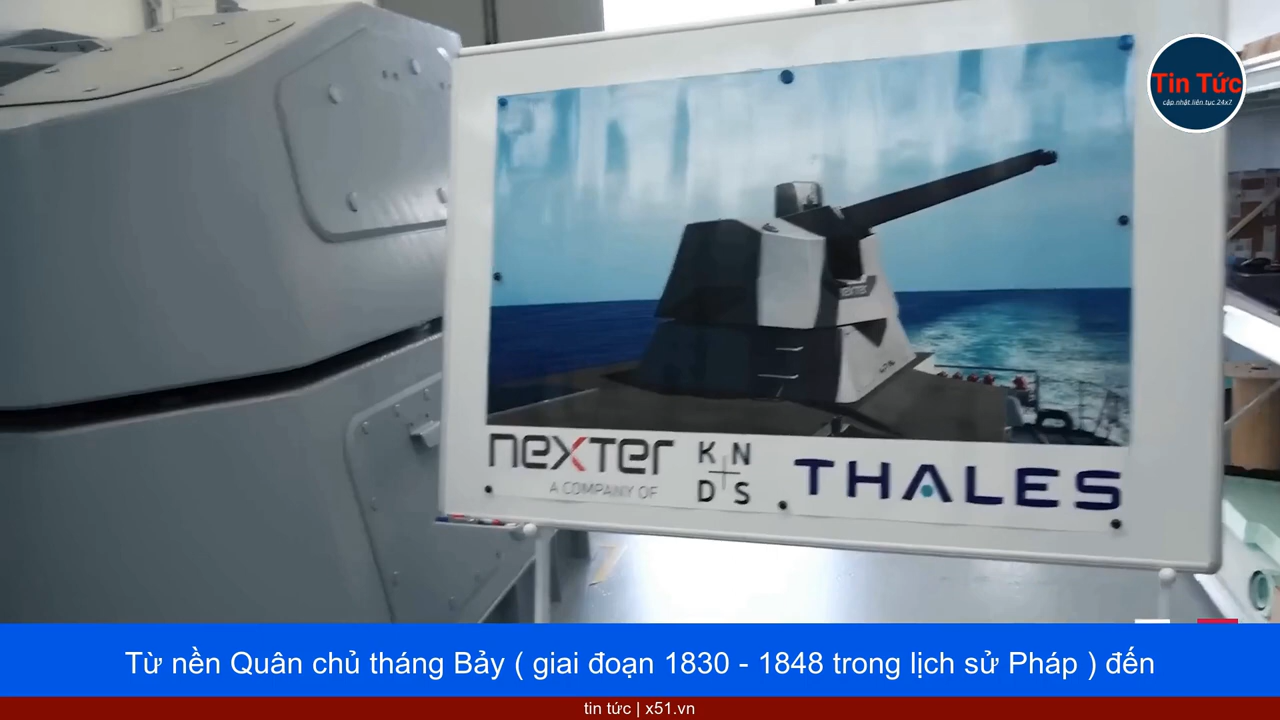 Tin Tức
cập.nhật.liên.tục.24x7
nexter
nexter
A COMPANY OF
K N
D S
THALES
Từ nền Quân chủ tháng Bảy ( giai đoạn 1830 - 1848 trong lịch sử Pháp ) đến
tin tức | x51.vn